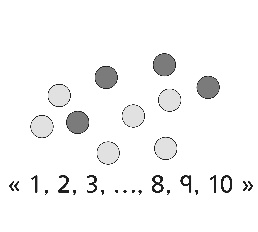 « 1, 2, 3, ..., 8, 9, 10 »